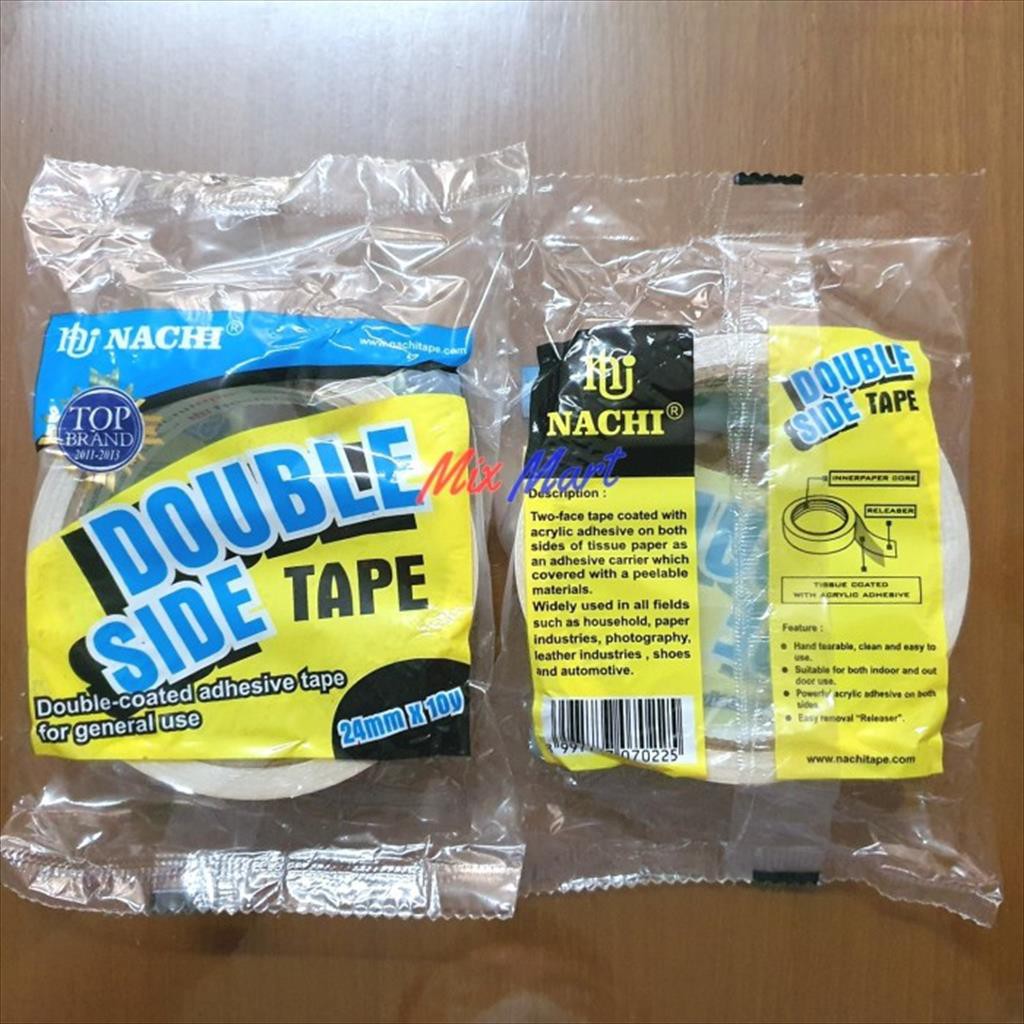 NACHI®
www.nachitape.com
TOP
BRAND
2011-2013
DOUBLE
SIDE TAPE
Double-coated adhesive tape
for general use
24mm x 10y
Mix Mart
NACHI®
Description :
Two-face tape coated with
acrylic adhesive on both
sides of tissue paper as
an adhesive carrier which
covered with a peelable
materials.
Widely used in all fields
such as household, paper
industries, photography,
leather industries , shoes
and automotive.
070225
DOUBLE
SIDE TAPE
INNERPAPER CORE
RELEASER
TISSUE COATED
WITH ACRYLIC ADHESIVE
Feature :
Hand tearable, clean and easy to
use.
Suitable for both indoor and out
door use.
Powerful acrylic adhesive on both
sides.
Easy removal "Releaser".
www.nachitape.com